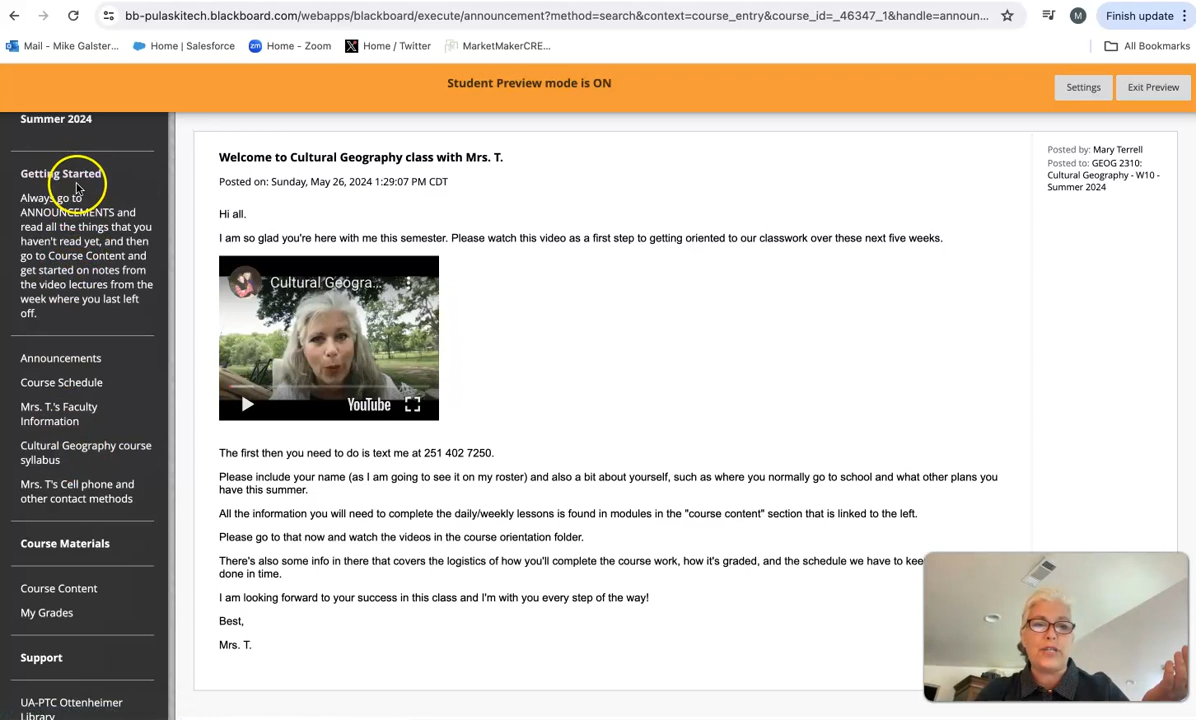 bb-pulaskitech.blackboard.com/webapps/blackboard/execute/announcement?method=search&context=course_entry&course_id=_46347_1&handle=announ...
M
Finish update
Mail - Mike Galster...
Home | Salesforce
zm
Home - Zoom
Home / Twitter
MarketMakerCRE...
All Bookmarks
Student Preview mode is ON
Settings
Exit Preview
Summer 2024
Getting Started
Always go to
ANNOUNCEMENTS and
read all the things that you
haven't read yet, and then
go to Course Content and
get started on notes from
the video lectures from the
week where you last left
off.
Announcements
Course Schedule
Mrs. T.'s Faculty
Information
Cultural Geography course
syllabus
Mrs. T's Cell phone and
other contact methods
Course Materials
Course Content
My Grades
Support
UA-PTC Ottenheimer
Library
Welcome to Cultural Geography class with Mrs. T.
Posted on: Sunday, May 26, 2024 1:29:07 PM CDT
Hi all.
I am so glad you're here with me this semester. Please watch this video as a first step to getting oriented to our classwork over these next five weeks.
Cultural Geogra...
YouTube
The first then you need to do is text me at 251 402 7250.
Please include your name (as I am going to see it on my roster) and also a bit about yourself, such as where you normally go to school and what other plans you
have this summer.
All the information you will need to complete the daily/weekly lessons is found in modules in the "course content" section that is linked to the left.
Please go to that now and watch the videos in the course orientation folder.
There's also some info in there that covers the logistics of how you'll complete the course work, how it's graded, and the schedule we have to kee
done in time.
I am looking forward to your success in this class and I'm with you every step of the way!
Best,
Mrs. T.
Posted by: Mary Terrell
Posted to: GEOG 2310:
Cultural Geography - W10 -
Summer 2024